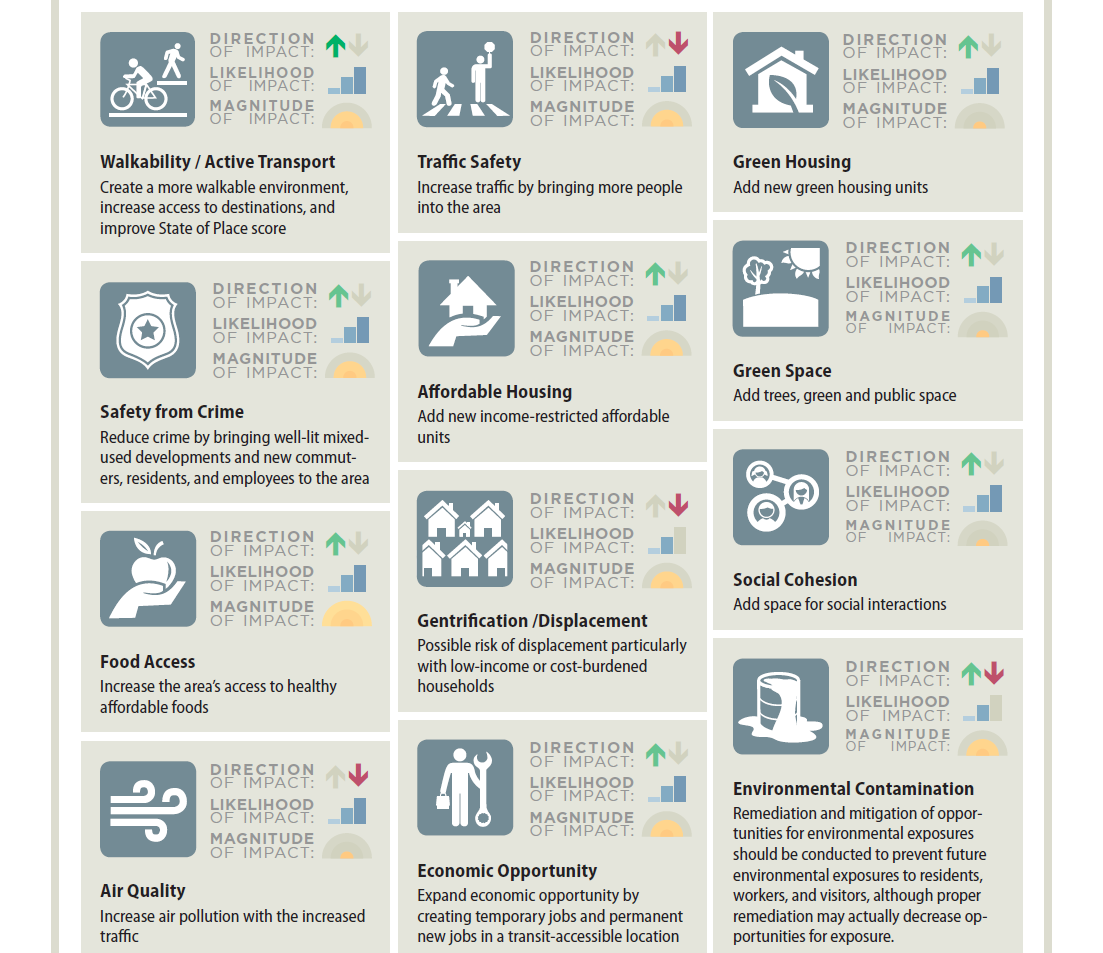 DIRECTION
OF IMPACT:
LIKELIHOOD
OF IMPACT:
MAGNITUDE
OF IMPACT:
Walkability / Active Transport
Create a more walkable environment,
increase access to destinations, and
improve State of Place score
DIRECTION
OF IMPACT:
LIKELIHOOD
OF IMPACT:
MAGNITUDE
OF IMPACT:
Safety from Crime
Reduce crime by bringing well-lit mixed-
used developments and new commut-
ers, residents, and employees to the area
DIRECTION
OF IMPACT:
LIKELIHOOD
OF IMPACT:
MAGNITUDE
OF IMPACT:
Food Access
Increase the area's access to healthy
affordable foods
DIRECTION
OF IMPACT:
LIKELIHOOD
OF IMPACT:
MAGNITUDE
OF IMPACT:
Air Quality
Increase air pollution with the increased
traffic
DIRECTION
OF IMPACT:
LIKELIHOOD
OF IMPACT:
MAGNITUDE
OF IMPACT:
Traffic Safety
Increase traffic by bringing more people
into the area
DIRECTION
OF IMPACT:
LIKELIHOOD
OF IMPACT:
MAGNITUDE
OF IMPACT:
Affordable Housing
Add new income-restricted affordable
units
DIRECTION
OF IMPACT:
LIKELIHOOD
OF IMPACT:
MAGNITUDE
OF IMPACT:
Gentrification /Displacement
Possible risk of displacement particularly
with low-income or cost-burdened
households
DIRECTION
OF IMPACT:
LIKELIHOOD
OF IMPACT:
MAGNITUDE
OF IMPACT:
Economic Opportunity
Expand economic opportunity by
creating temporary jobs and permanent
new jobs in a transit-accessible location
DIRECTION
OF IMPACT:
LIKELIHOOD
OF IMPACT:
MAGNITUDE
OF IMPACT:
Green Housing
Add new green housing units
DIRECTION
OF IMPACT:
LIKELIHOOD
OF IMPACT:
MAGNITUDE
OF IMPACT:
Green Space
Add trees, green and public space
DIRECTION
OF IMPACT:
LIKELIHOOD
OF IMPACT:
MAGNITUDE
OF IMPACT:
Social Cohesion
Add space for social interactions
DIRECTION
OF IMPACT:
LIKELIHOOD
OF IMPACT:
MAGNITUDE
OF IMPACT:
Environmental Contamination
Remediation and mitigation of oppor-
tunities for environmental exposures
should be conducted to prevent future
environmental exposures to residents,
workers, and visitors, although proper
remediation may actually decrease op-
portunities for exposure.